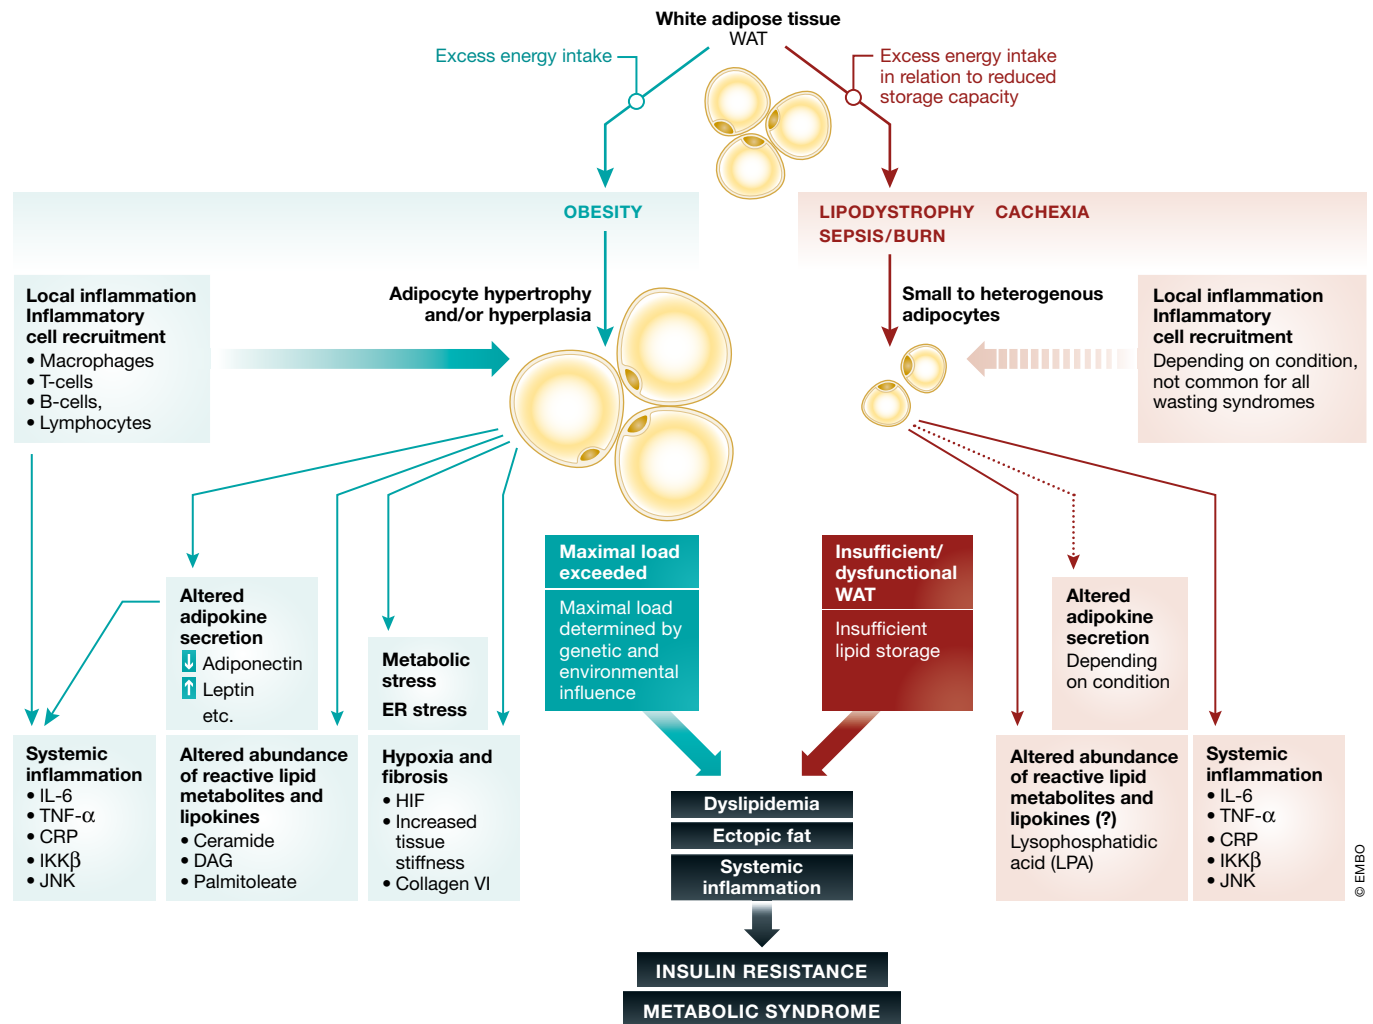 White adipose tissue
WAT
Excess energy intake
Excess energy intake
in relation to reduced
storage capacity
OBESITY
LIPODYSTROPHY CACHEXIA
SEPSIS/BURN
Local inflammation
Inflammatory
cell recruitment
• Macrophages
• T-cells
• B-cells,
• Lymphocytes
Adipocyte hypertrophy
and/or hyperplasia
Small to heterogenous
adipocytes
Local inflammation
Inflammatory
cell recruitment
Depending on condition,
not common for all
wasting syndromes
Altered
adipokine
secretion
↓ Adiponectin
↑ Leptin
etc.
Metabolic
stress
ER stress
Maximal load
exceeded
Maximal load
determined by
genetic and
environmental
influence
Insufficient/
dysfunctional
WAT
Insufficient
lipid storage
Altered
adipokine
secretion
Depending
on condition
Systemic
inflammation
• IL-6
• TNF-α
• CRP
• IKKβ
• JNK
Altered abundance
of reactive lipid
metabolites and
lipokines
• Ceramide
• DAG
• Palmitoleate
Hypoxia and
fibrosis
• HIF
• Increased
tissue
stiffness
• Collagen VI
Dyslipidemia
Ectopic fat
Systemic
inflammation
Altered abundance
of reactive lipid
metabolites and
lipokines (?)
Lysophosphatidic
acid (LPA)
Systemic
inflammation
• IL-6
• TNF-α
• CRP
• IKKβ
• JNK
© EMBO
INSULIN RESISTANCE
METABOLIC SYNDROME